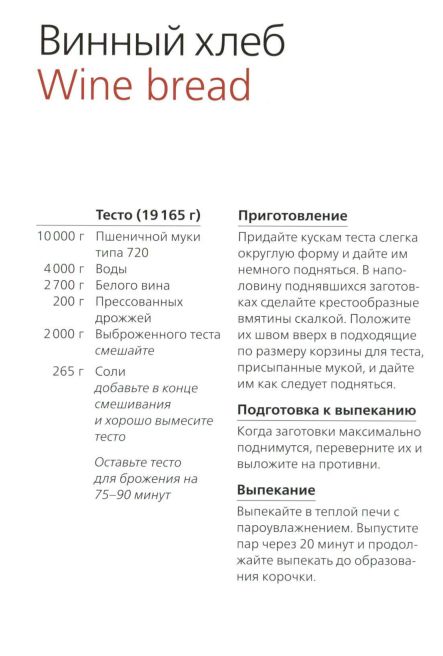 Винный хлеб
Wine bread
Тесто (19 165 г)
10 000 г Пшеничной муки
типа 720
4 000 г Воды
2 700 г Белого вина
200 г Прессованных
дрожжей
2 000 г Выброженного теста
смешайте
265 г Соли
добавьте в конце
смешивания
и хорошо вымесите
тесто
Оставьте тесто
для брожения на
75–90 минут
Приготовление
Придайте кускам теста слегка
округлую форму и дайте им
немного подняться. В напо-
ловину поднявшихся заготов-
ках сделайте крестообразные
вмятины скалкой. Положите
их швом вверх в подходящие
по размеру корзины для теста,
присыпанные мукой, и дайте
им как следует подняться.
Подготовка к выпеканию
Когда заготовки максимально
поднимутся, переверните их и
выложите на противни.
Выпекание
Выпекайте в теплой печи с
пароувлажнением. Выпустите
пар через 20 минут и продол-
жайте выпекать до образова-
ния корочки.